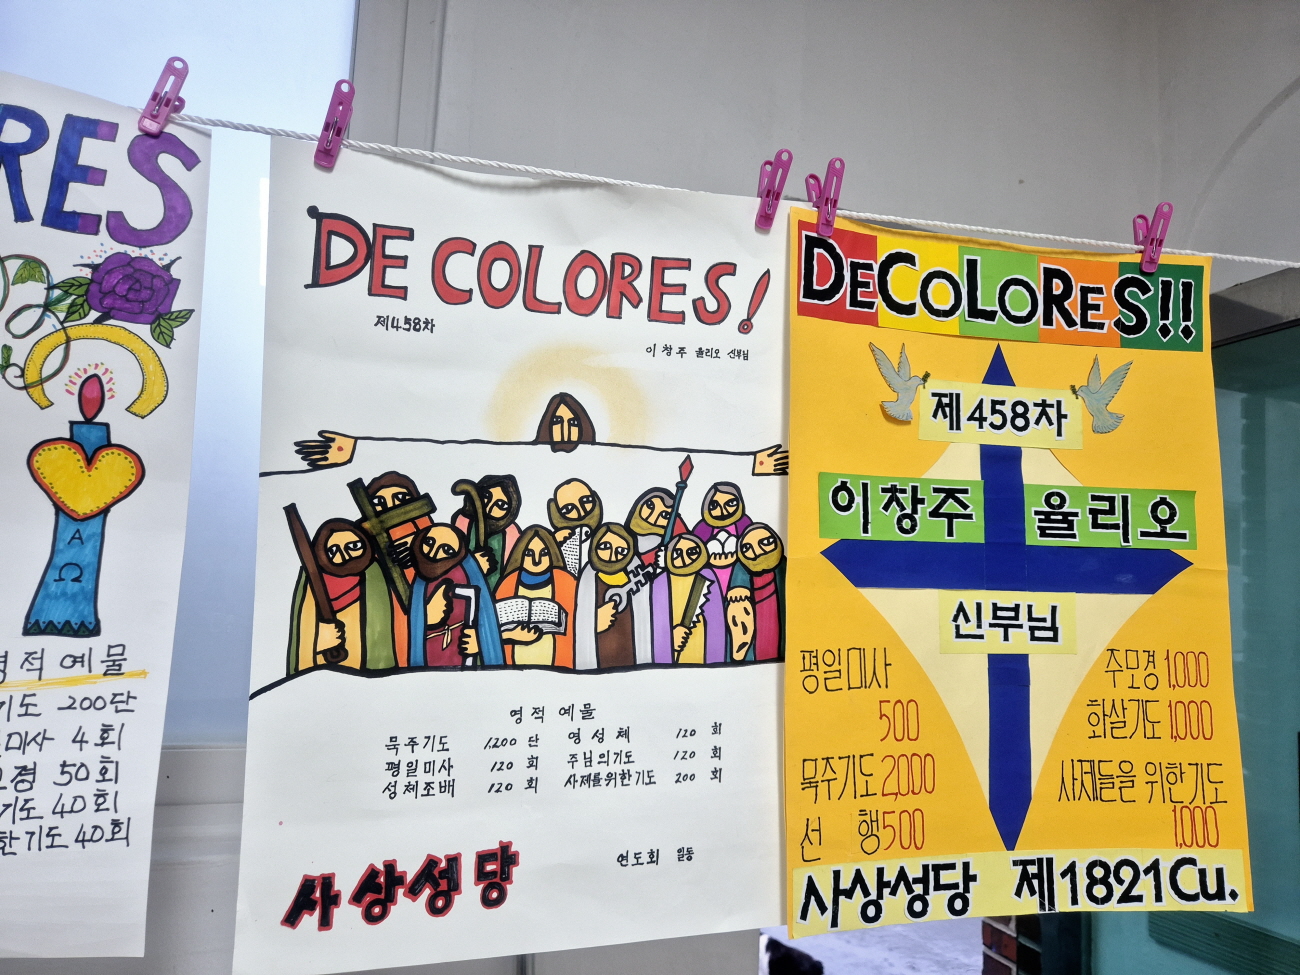 RES
Α
Ω
적 예물
기도 200단
미사 4회
경 50회
기도 40회
한기도 40회
DE COLORES!
제458차
이창주 율리오 신부님
영적 예물
묵주기도 1,200 단 영성체 120 회
평일미사 120 회 주님의기도 120 회
성체조배 120 회 사제를위한기도 200 회
연도회 일동
사상성당
DECOLORES!!
제458차
이창주 율리오
신부님
평일미사
500
묵주기도 2,000
선 행 500
주모경 1,000
화살기도 1,000
사제들을 위한기도
1,000
사상성당 제1821Cu.